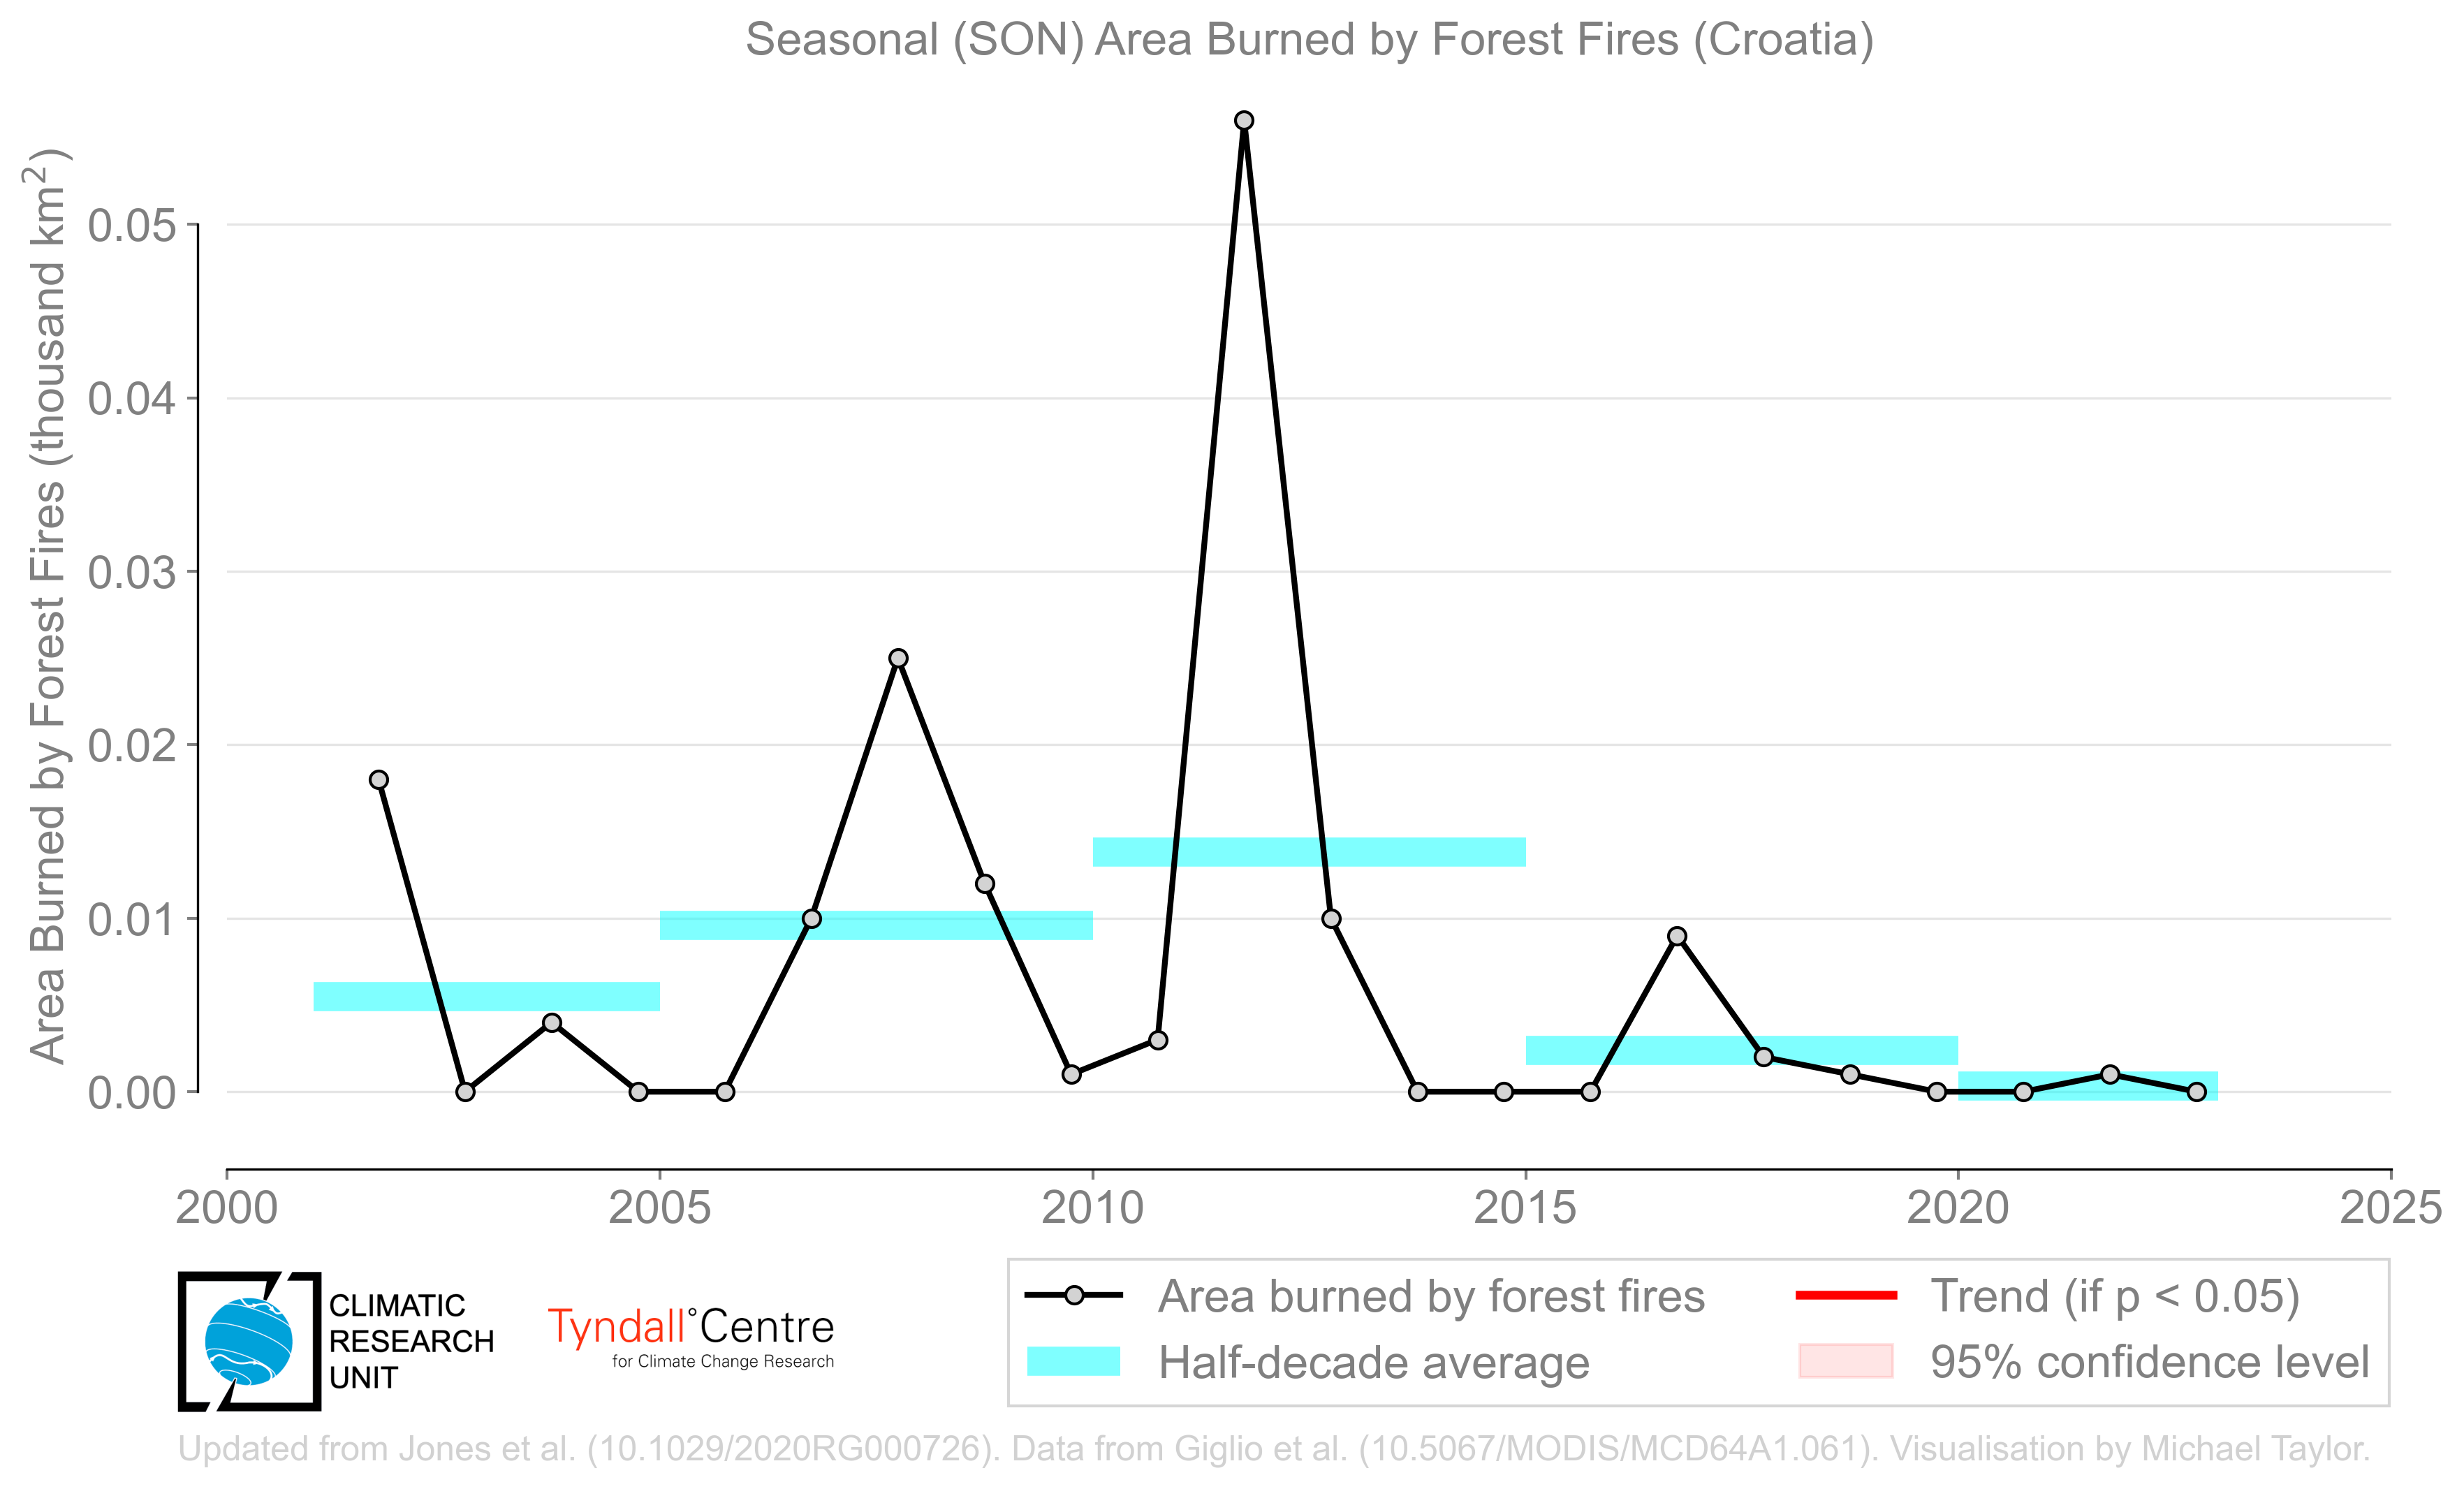 Seasonal (SON) Area Burned by Forest Fires (Croatia)
Area Burned by Forest Fires (thousand km²)
0.05
0.04
0.03
0.02
0.01
0.00
2000 2005 2010 2015 2020 2025
CLIMATIC
RESEARCH
UNIT
Tyndall°Centre
for Climate Change Research
Area burned by forest fires
Half-decade average
Trend (if p < 0.05)
95% confidence level
Updated from Jones et al. (10.1029/2020RG000726). Data from Giglio et al. (10.5067/MODIS/MCD64A1.061). Visualisation by Michael Taylor.